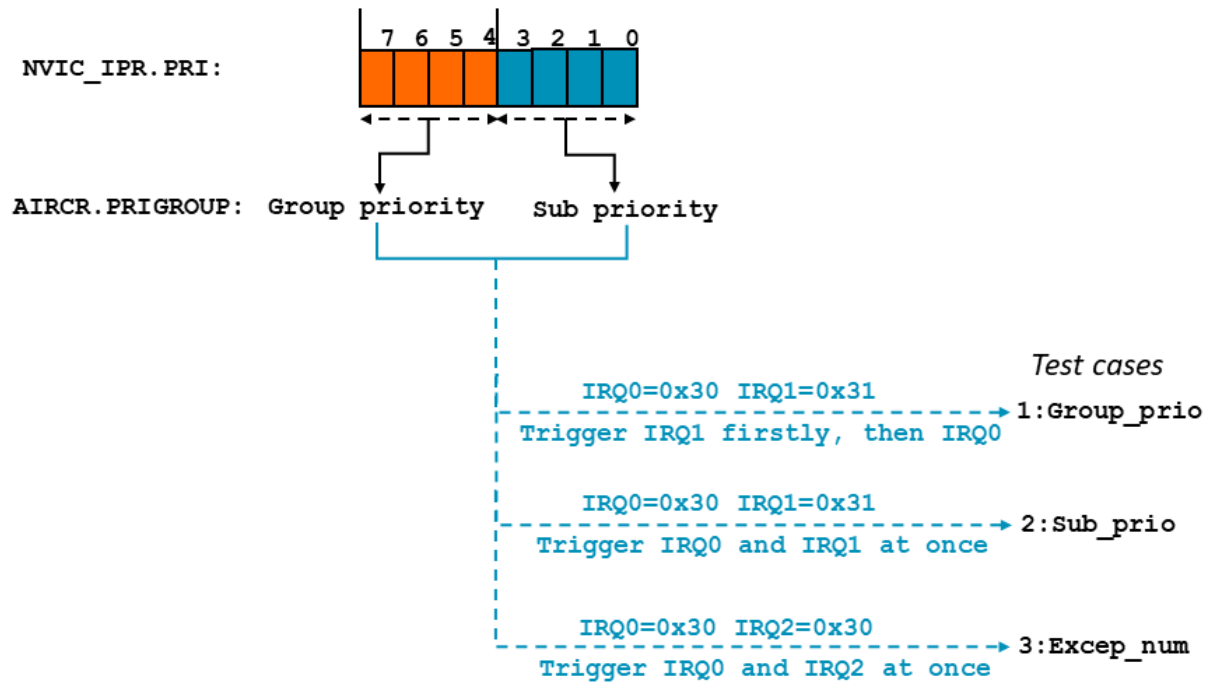 7 6 5 4 3 2 1 0
NVIC_IPR.PRI:
AIRCR.PRIGROUP: Group priority Sub priority
Test cases
IRQ0=0x30 IRQ1=0x31
1:Group_prio
Trigger IRQ1 firstly, then IRQ0
IRQ0=0x30 IRQ1=0x31
2:Sub_prio
Trigger IRQ0 and IRQ1 at once
IRQ0=0x30 IRQ2=0x30
3:Excep_num
Trigger IRQ0 and IRQ2 at once